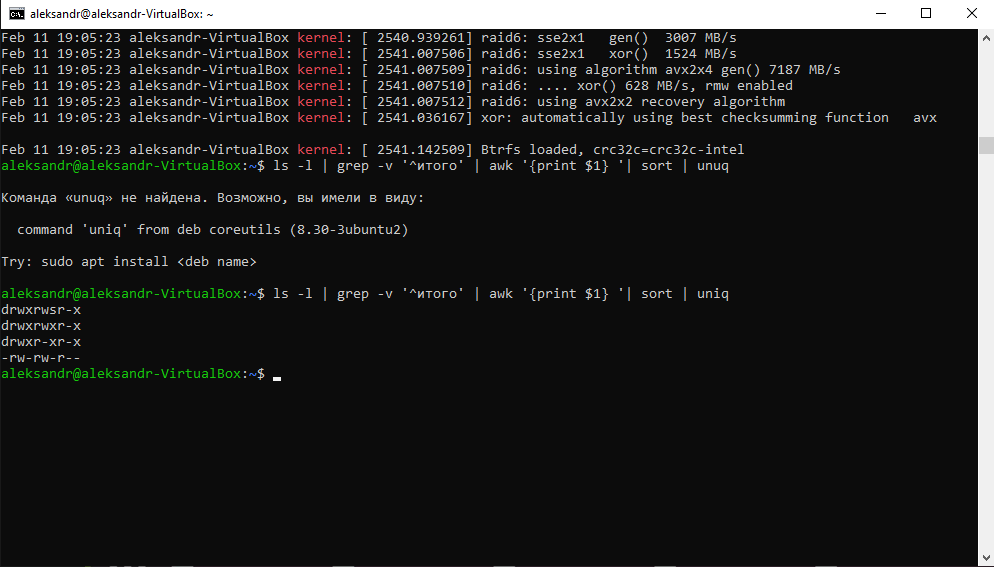 aleksandr@aleksandr-VirtualBox: ~
Feb 11 19:05:23 aleksandr-VirtualBox kernel: [ 2540.939261] raid6: sse2x1   gen()  3007 MB/s
Feb 11 19:05:23 aleksandr-VirtualBox kernel: [ 2541.007506] raid6: sse2x1   xor()  1524 MB/s
Feb 11 19:05:23 aleksandr-VirtualBox kernel: [ 2541.007509] raid6: using algorithm avx2x4 gen() 7187 MB/s
Feb 11 19:05:23 aleksandr-VirtualBox kernel: [ 2541.007510] raid6: .... xor() 628 MB/s, rmw enabled
Feb 11 19:05:23 aleksandr-VirtualBox kernel: [ 2541.007512] raid6: using avx2x2 recovery algorithm
Feb 11 19:05:23 aleksandr-VirtualBox kernel: [ 2541.036167] xor: automatically using best checksumming function   avx
Feb 11 19:05:23 aleksandr-VirtualBox kernel: [ 2541.142509] Btrfs loaded, crc32c=crc32c-intel
aleksandr@aleksandr-VirtualBox:~$ ls -l | grep -v '^итого' | awk '{print $1} '| sort | unuq
Команда «unuq» не найдена. Возможно, вы имели в виду:
  command 'uniq' from deb coreutils (8.30-3ubuntu2)
Try: sudo apt install <deb name>
aleksandr@aleksandr-VirtualBox:~$ ls -l | grep -v '^итого' | awk '{print $1} '| sort | uniq
drwxrwsr-x
drwxrwxr-x
drwxr-xr-x
-rw-rw-r--
aleksandr@aleksandr-VirtualBox:~$